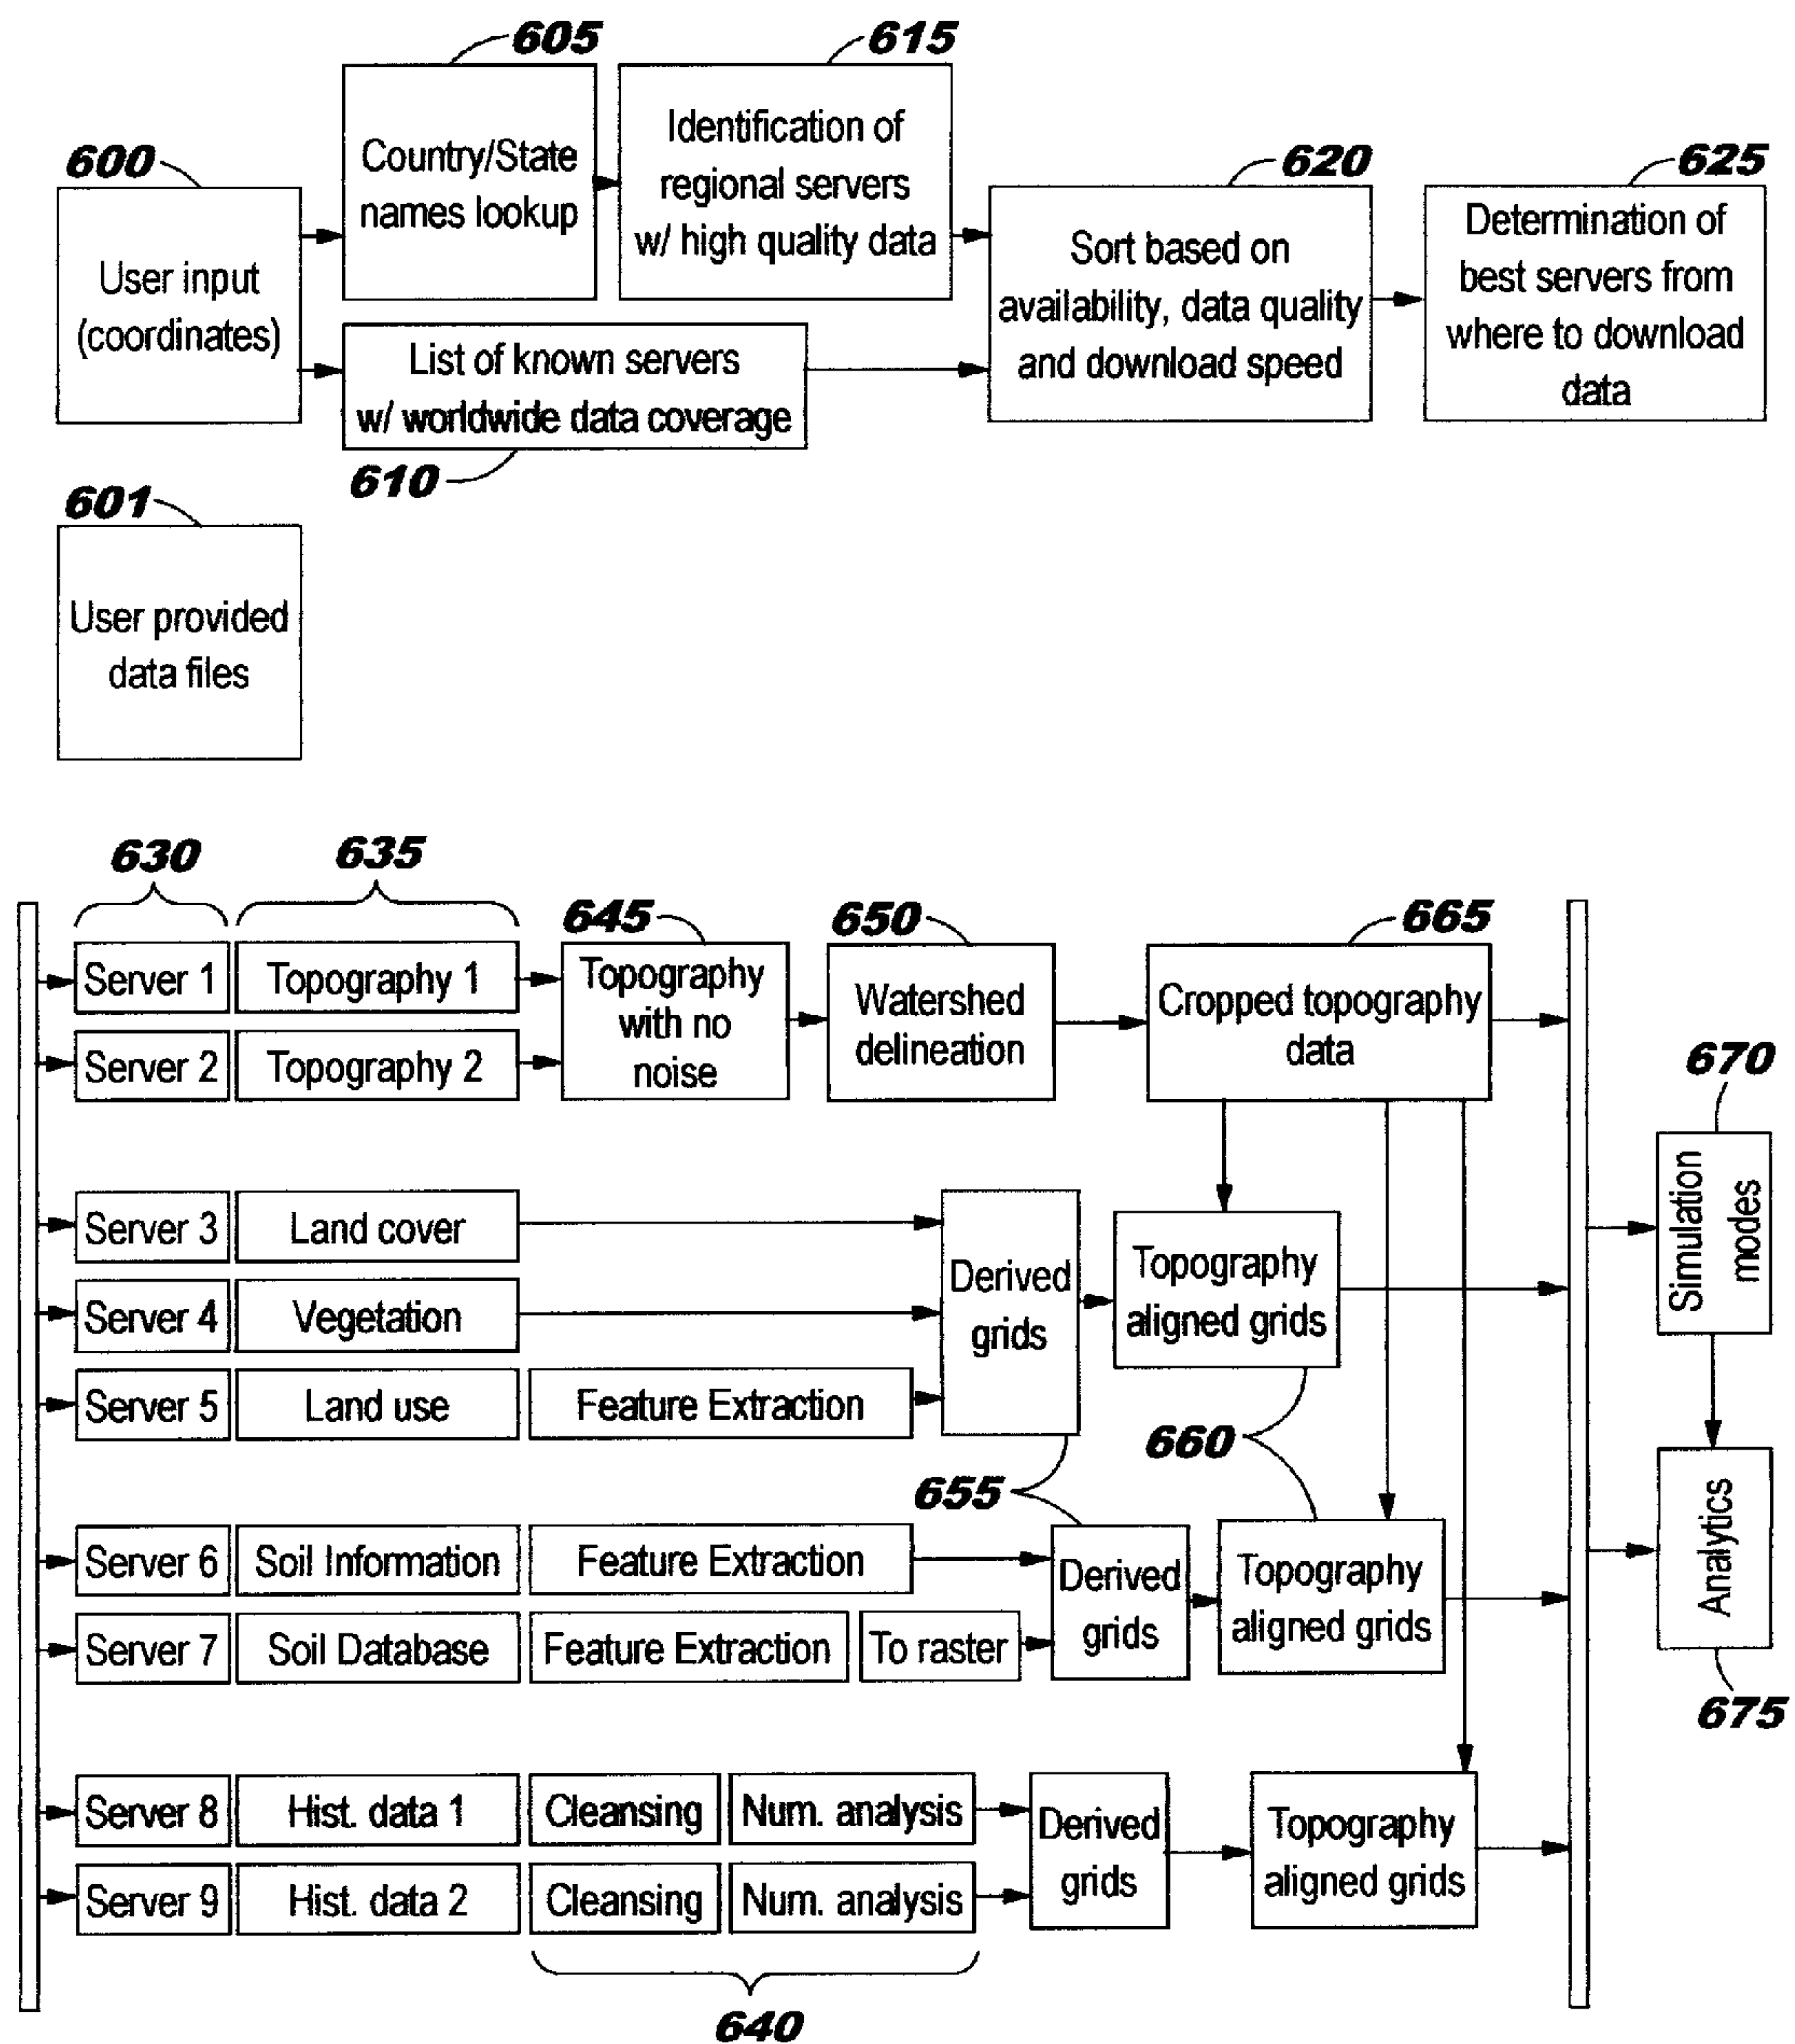 605
615
600
Country/State
names lookup
Identification of
regional servers
w/ high quality data
620
625
User input
(coordinates)
List of known servers
w/ worldwide data coverage
610
Sort based on
availability, data quality
and download speed
Determination of
best servers from
where to download
data
601
User provided
data files
630
635
645
650
665
Server 1
Topography 1
Server 2
Topography 2
Topography
with no
noise
Watershed
delineation
Cropped topography
data
670
Simulation
modes
Server 3
Land cover
Server 4
Vegetation
Server 5
Land use
Feature Extraction
Derived
grids
Topography
aligned grids
660
655
Server 6
Soil Information
Feature Extraction
Server 7
Soil Database
Feature Extraction
To raster
Derived
grids
Topography
aligned grids
Analytics
675
Server 8
Hist. data 1
Cleansing
Num. analysis
Server 9
Hist. data 2
Cleansing
Num. analysis
Derived
grids
Topography
aligned grids
640